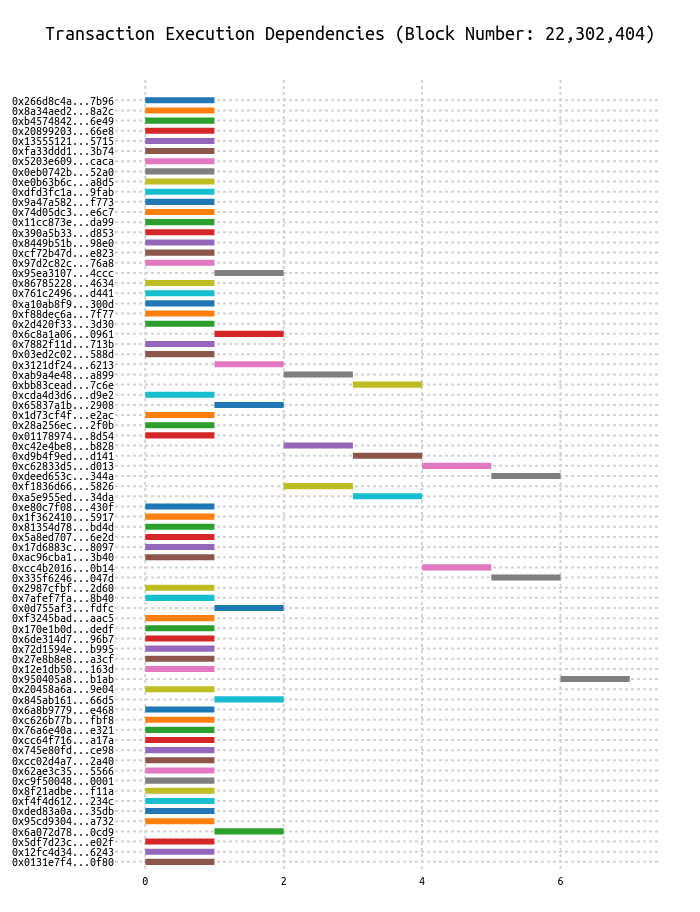 Transaction Execution Dependencies (Block Number: 22,302,404)
0x266d8c4a...7b96
0x8a34aed2...8a2c
0xb4574842...6e49
0x20899203...66e8
0x13555121...5715
0xfa33ddd1...3b74
0x5203e609...caca
0x0eb0742b...52a0
0xe0b63b6c...a8d5
0xdfd3fc1a...9fab
0x9a47a582...f773
0x74d05dc3...e6c7
0x11cc873e...da99
0x390a5b33...d853
0x8449b51b...98e0
0xcf72b47d...e823
0x97d2c82c...76a8
0x95ea3107...4ccc
0x86785228...4634
0x761c2496...d441
0xa10ab8f9...300d
0xf88dec6a...7f77
0x2d420f33...3d30
0x6c8a1a06...0961
0x7882f11d...713b
0x03ed2c02...588d
0x3121df24...6213
0xab9a4e48...a899
0xbb83cead...7c6e
0xcda4d3d6...d9e2
0x65837a1b...2908
0x1d73cf4f...e2ac
0x28a256ec...2f0b
0x01178974...8d54
0xc42e4be8...b828
0xd9b4f9ed...d141
0xc62833d5...d013
0xdeed653c...344a
0xf1836d66...5826
0xa5e955ed...34da
0xe80c7f08...430f
0x1f362410...5917
0x81354d78...bd4d
0x5a8ed707...6e2d
0x17d6883c...8097
0xac96cba1...3b40
0xcc4b2016...0b14
0x335f6246...047d
0x2987cfbf...2d60
0x7afef7fa...8b40
0x0d755af3...fdfc
0xf3245bad...aac5
0x170e1b0d...dedf
0x6de314d7...96b7
0x72d1594e...b995
0x27e8b8e8...a3cf
0x12e1db50...163d
0x950405a8...b1ab
0x20458a6a...9e04
0x845ab161...66d5
0x6a8b9779...e468
0xc626b77b...fbf8
0x76a6e40a...e321
0xcc64f716...a17a
0x745e80fd...ce98
0xcc02d4a7...2a40
0x62ae3c35...5566
0xc9f50048...0001
0x8f21adbe...f11a
0xf4f4d612...234c
0xded83a0a...35db
0x95cd9304...a732
0x6a072d78...0cd9
0x5df7d23c...e02f
0x12fc4d34...6243
0x0131e7f4...0f80
0 2 4 6